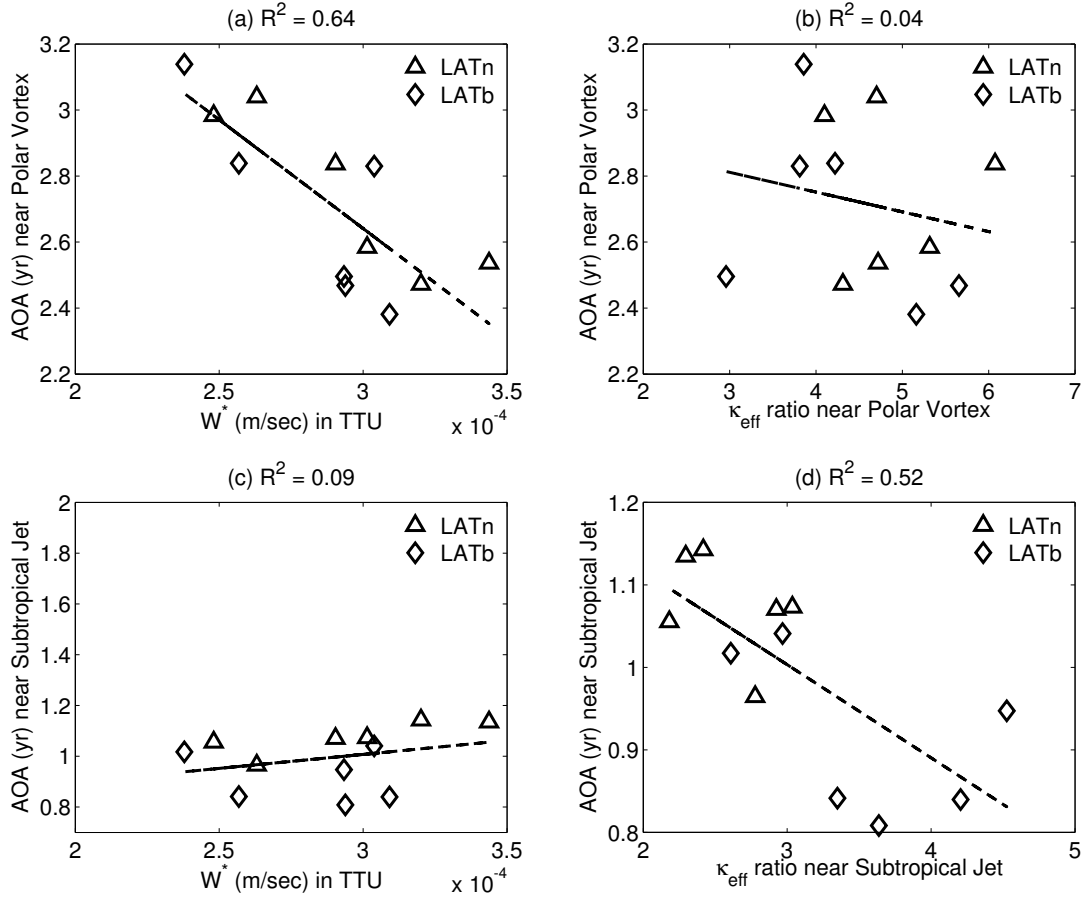 (a) R² = 0.64
AOA (yr) near Polar Vortex
3.2
3
2.8
2.6
2.4
2.2
2 2.5 3 3.5
x 10⁻⁴
W* (m/sec) in TTU
LATn
LATb
(b) R² = 0.04
AOA (yr) near Polar Vortex
3.2
3
2.8
2.6
2.4
2.2
2 3 4 5 6 7
κeff ratio near Polar Vortex
LATn
LATb
(c) R² = 0.09
AOA (yr) near Subtropical Jet
2
1.8
1.6
1.4
1.2
1
0.8
2 2.5 3 3.5
x 10⁻⁴
W* (m/sec) in TTU
LATn
LATb
(d) R² = 0.52
AOA (yr) near Subtropical Jet
1.2
1.1
1
0.9
0.8
2 3 4 5
κeff ratio near Subtropical Jet
LATn
LATb